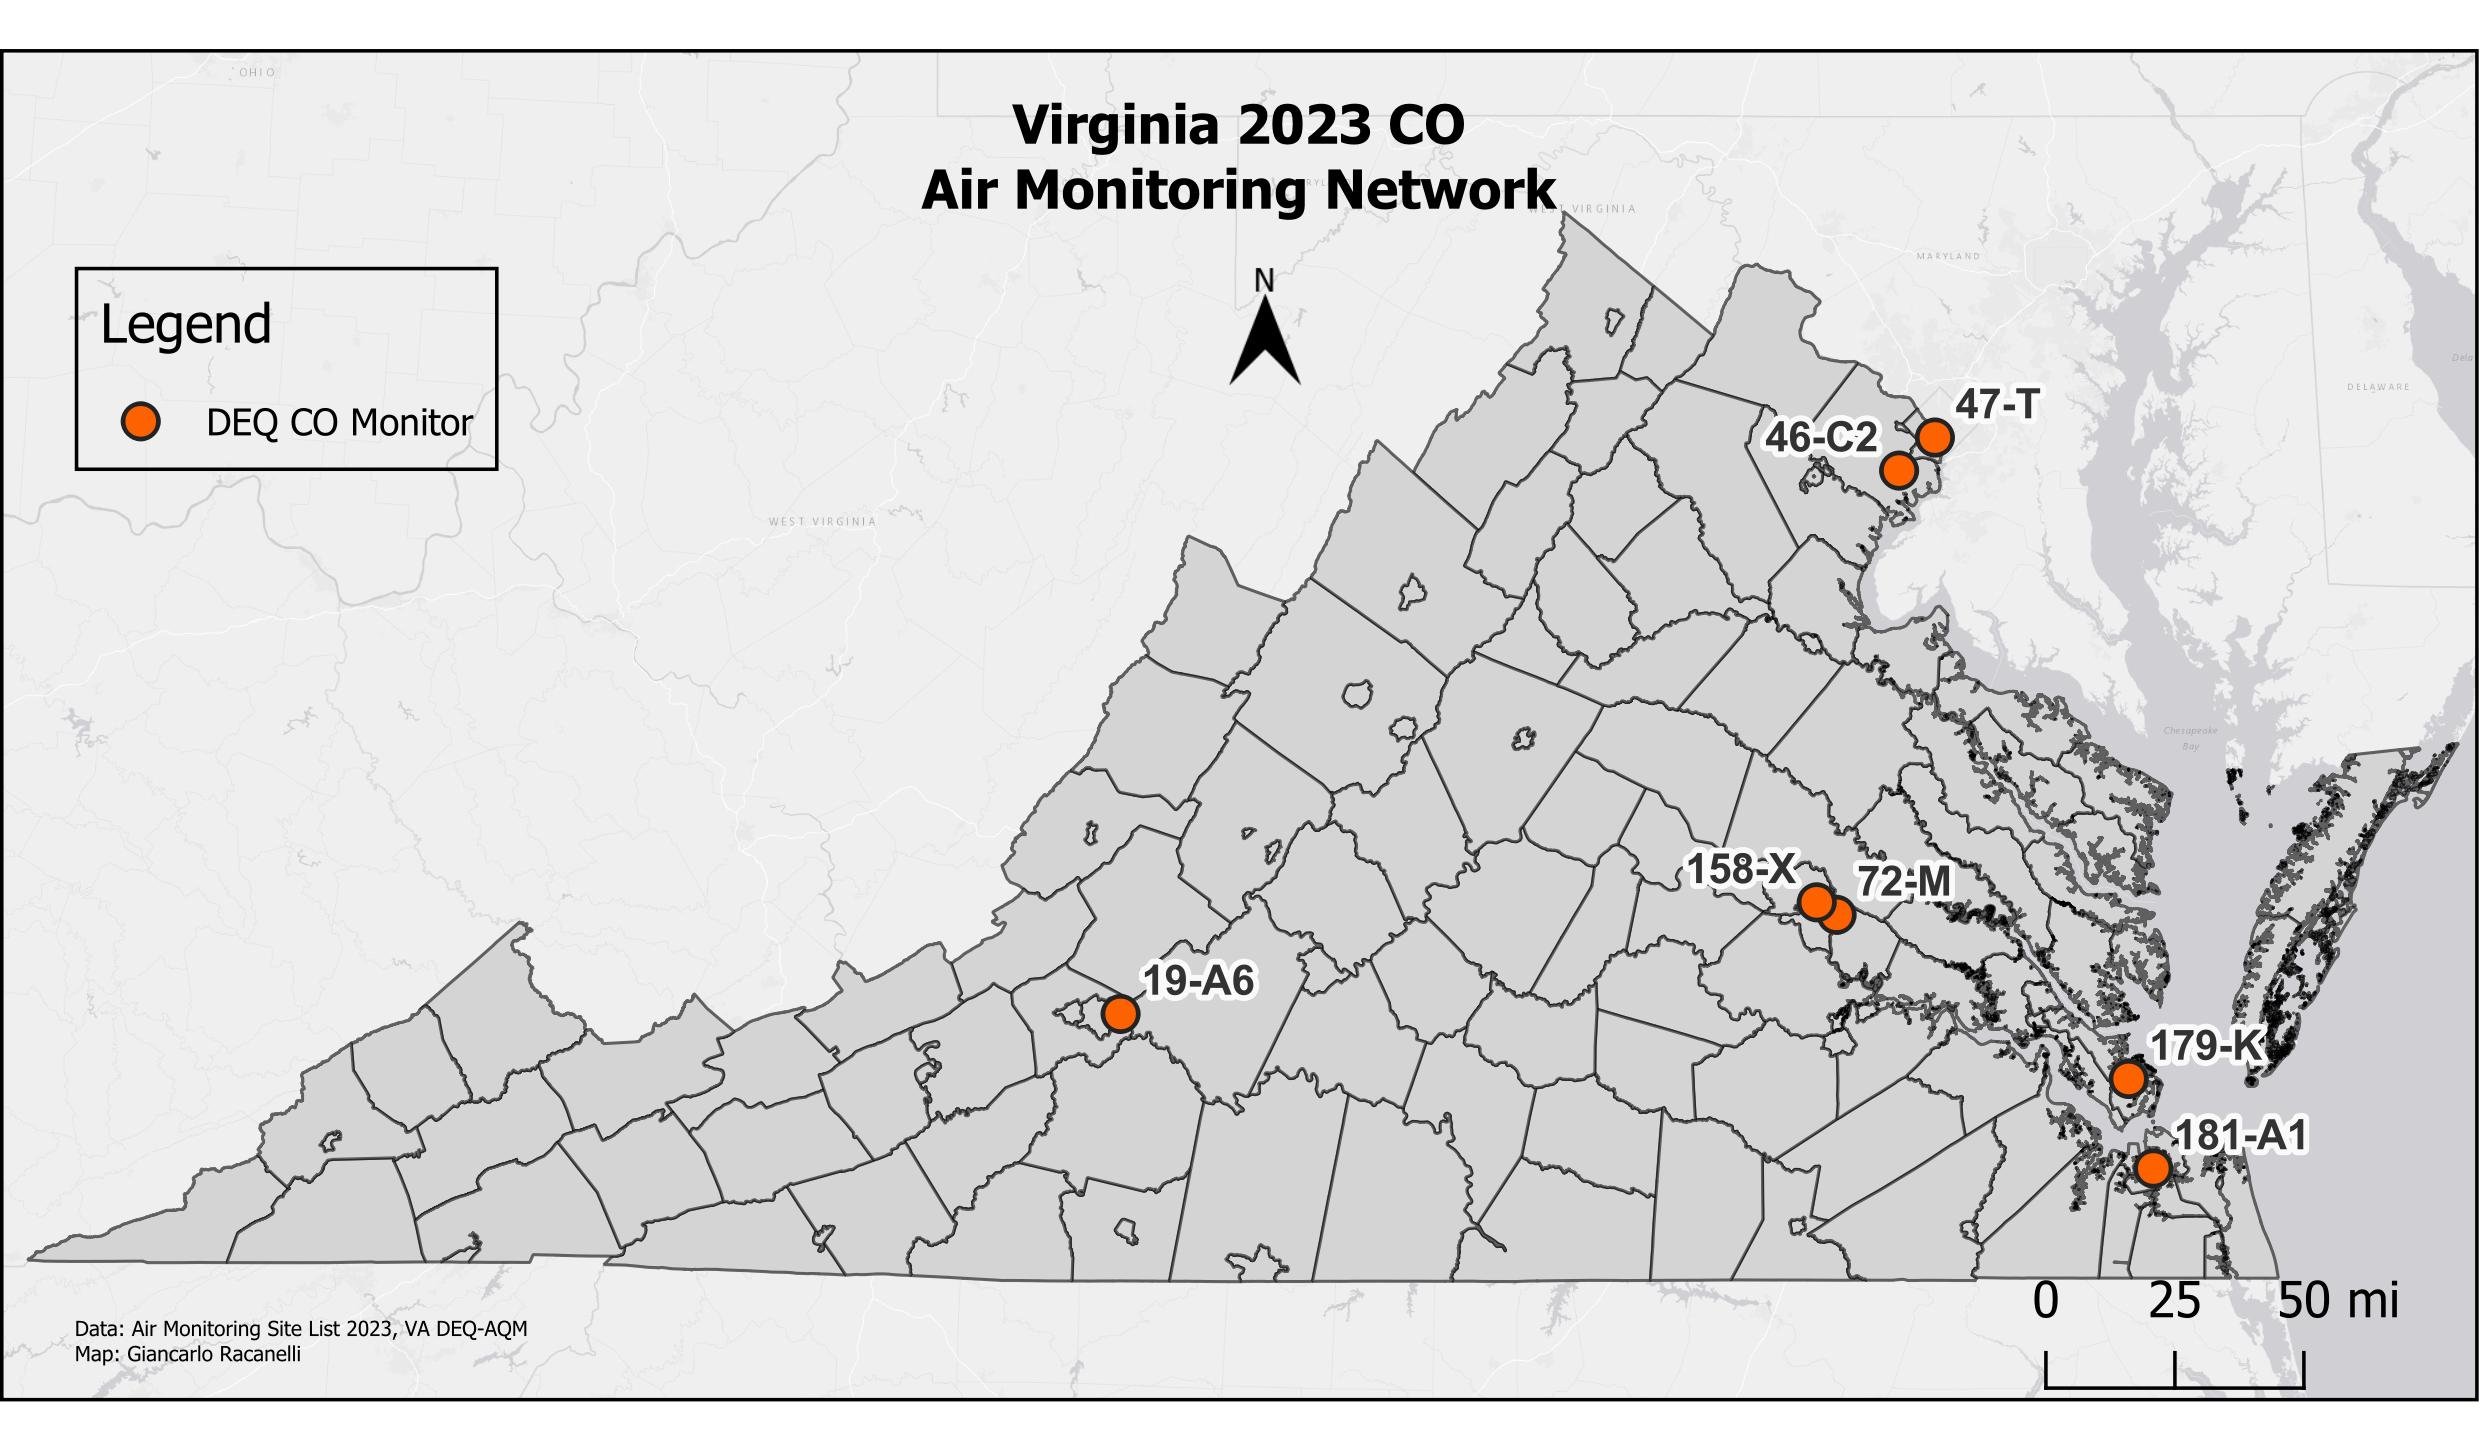 OHIO
Virginia 2023 CO
Air Monitoring Network
WEST VIRGINIA
MARYLAND
N
Legend
DEQ CO Monitor
DELAWARE
47-T
46-C2
WEST VIRGINIA
Chesapeake
Bay
158-X
72-M
19-A6
179-K
181-A1
0 25 50 mi
Data: Air Monitoring Site List 2023, VA DEQ-AQM
Map: Giancarlo Racanelli